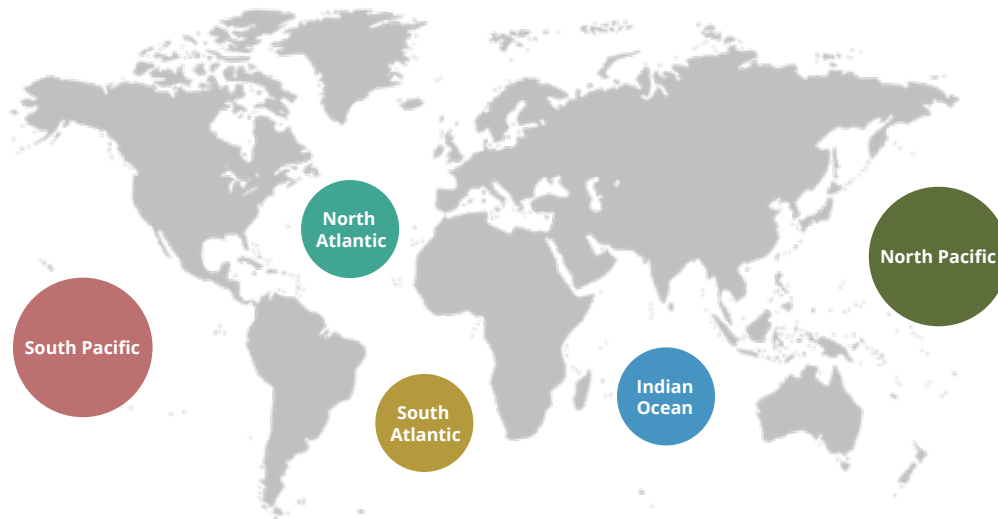 North
Atlantic
North Pacific
South Pacific
Indian
Ocean
South
Atlantic